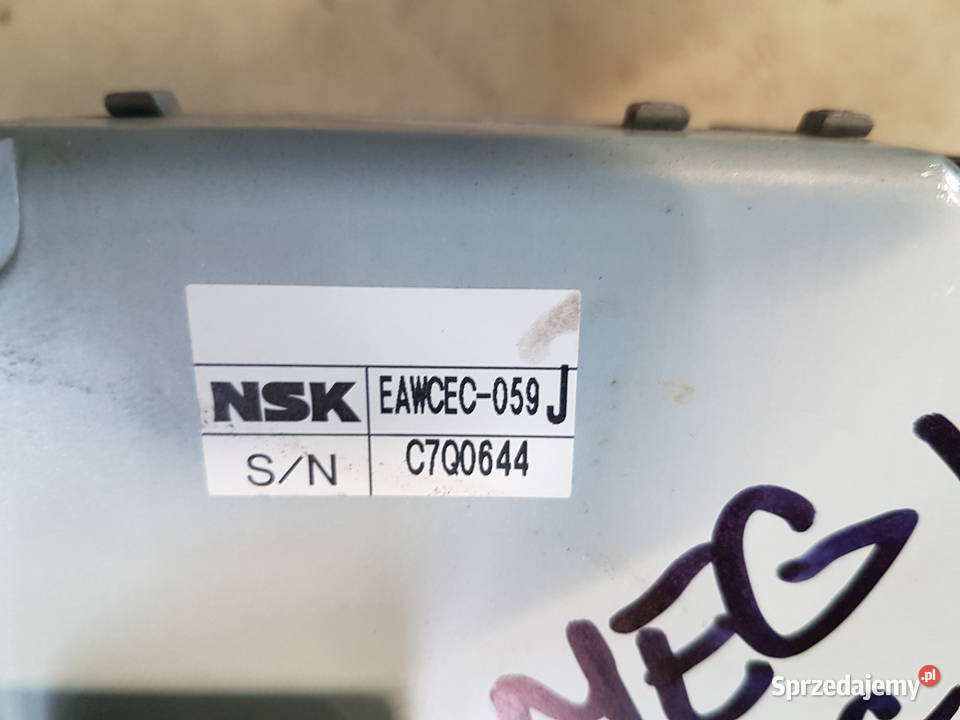 NSK EAWCEC-059 J
S/N C7Q0644
MEG
Sprzedajemy.pl